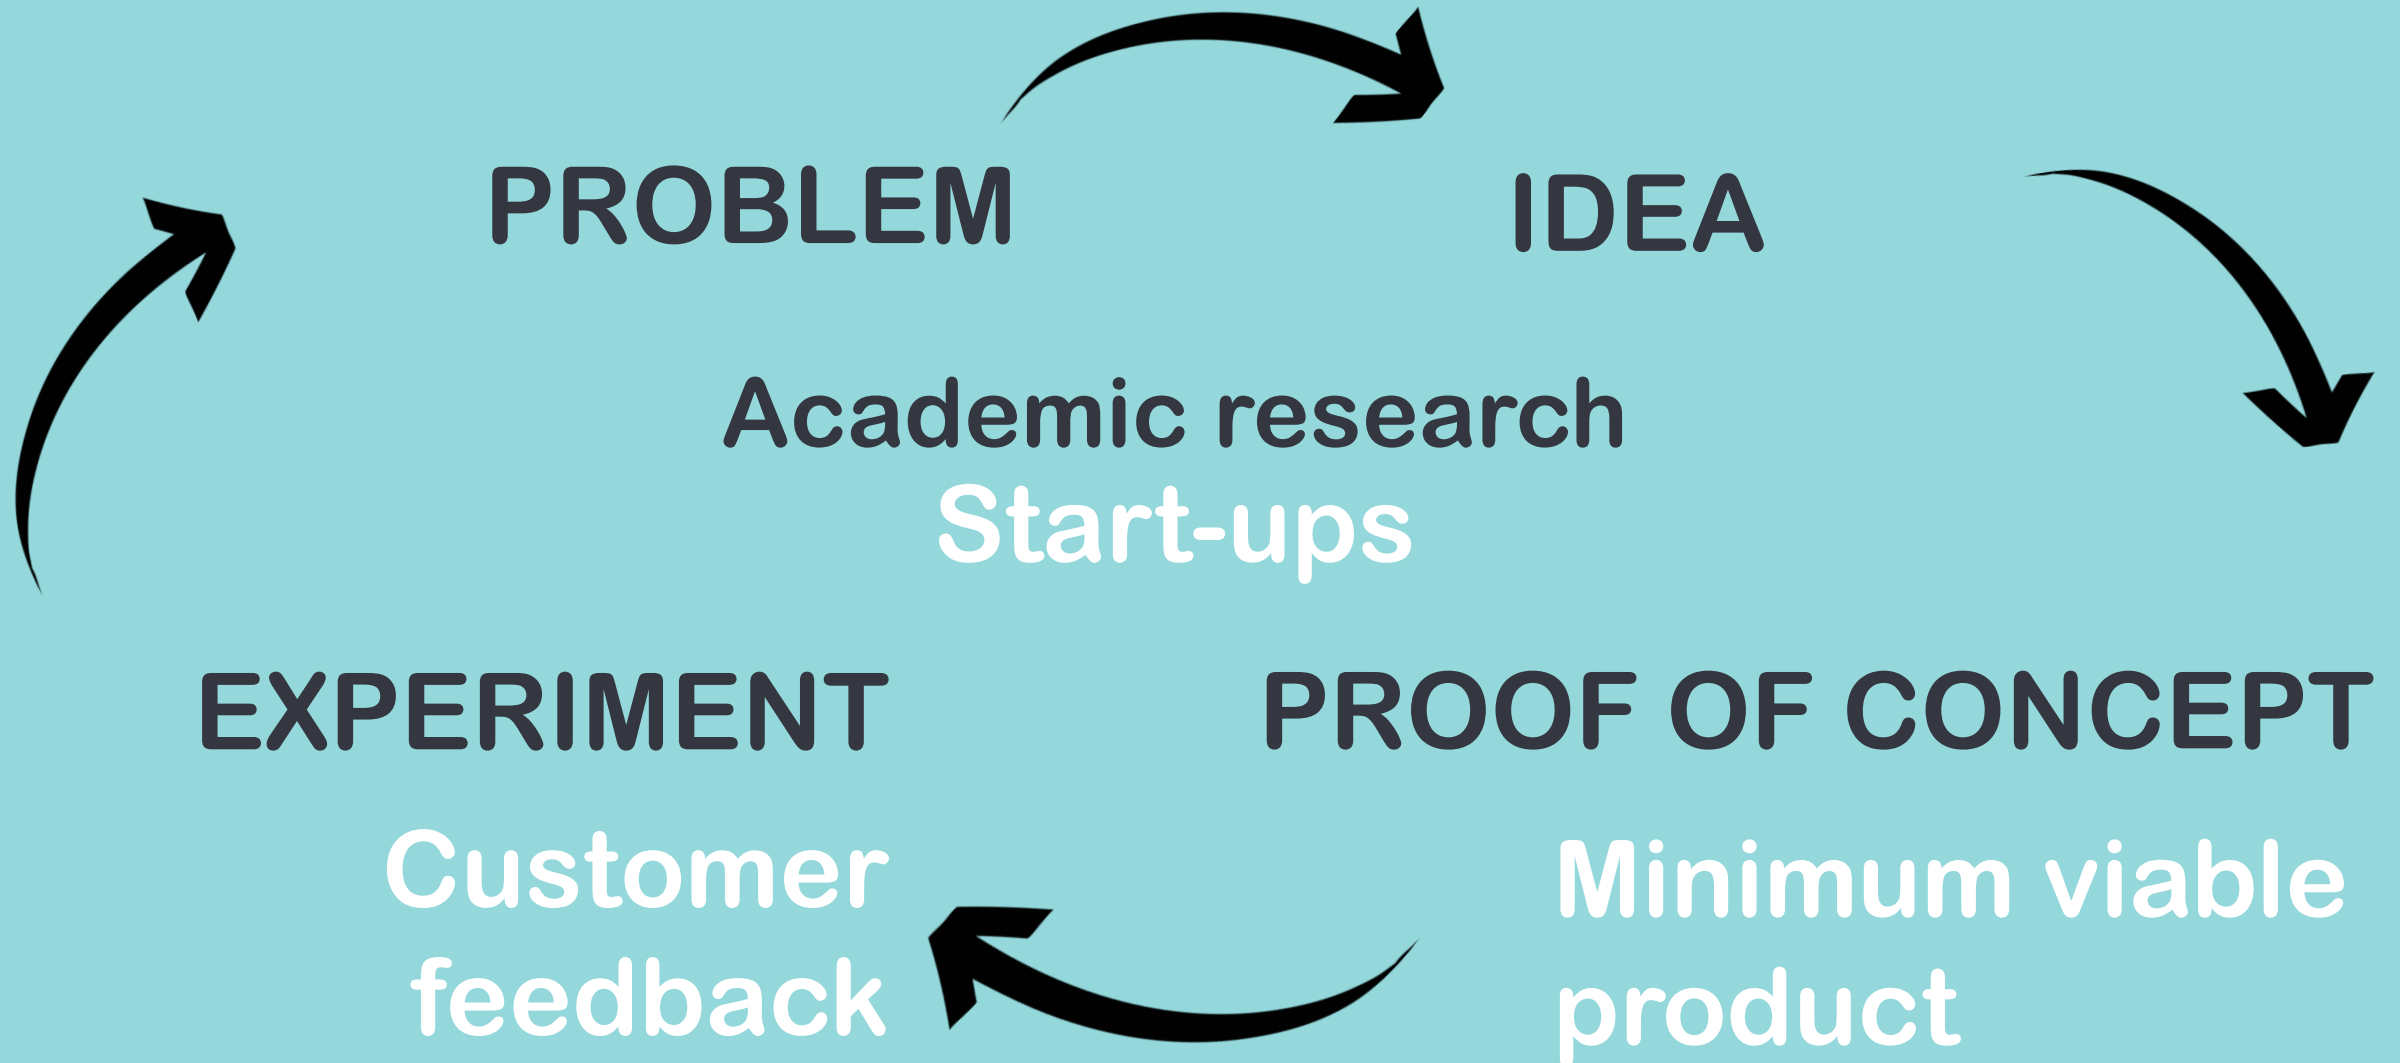 PROBLEM
IDEA
Academic research
Start-ups
EXPERIMENT
PROOF OF CONCEPT
Customer
feedback
Minimum viable
product